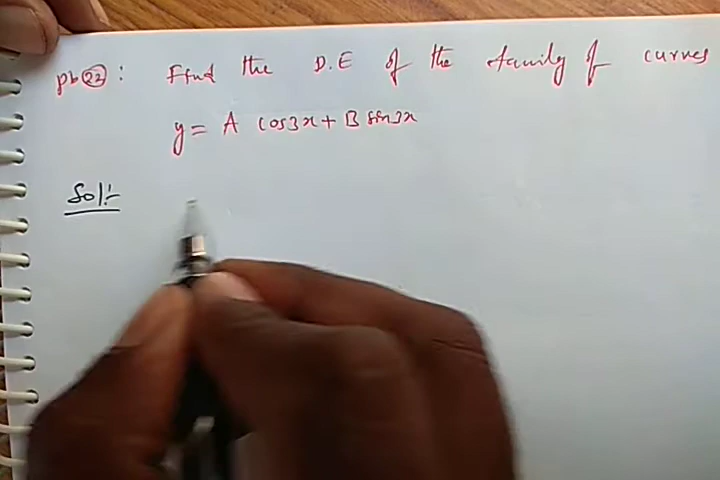 pb 22 : Find the D.E of the family of curves
y = A cos3x + B sin3x
Sol:-